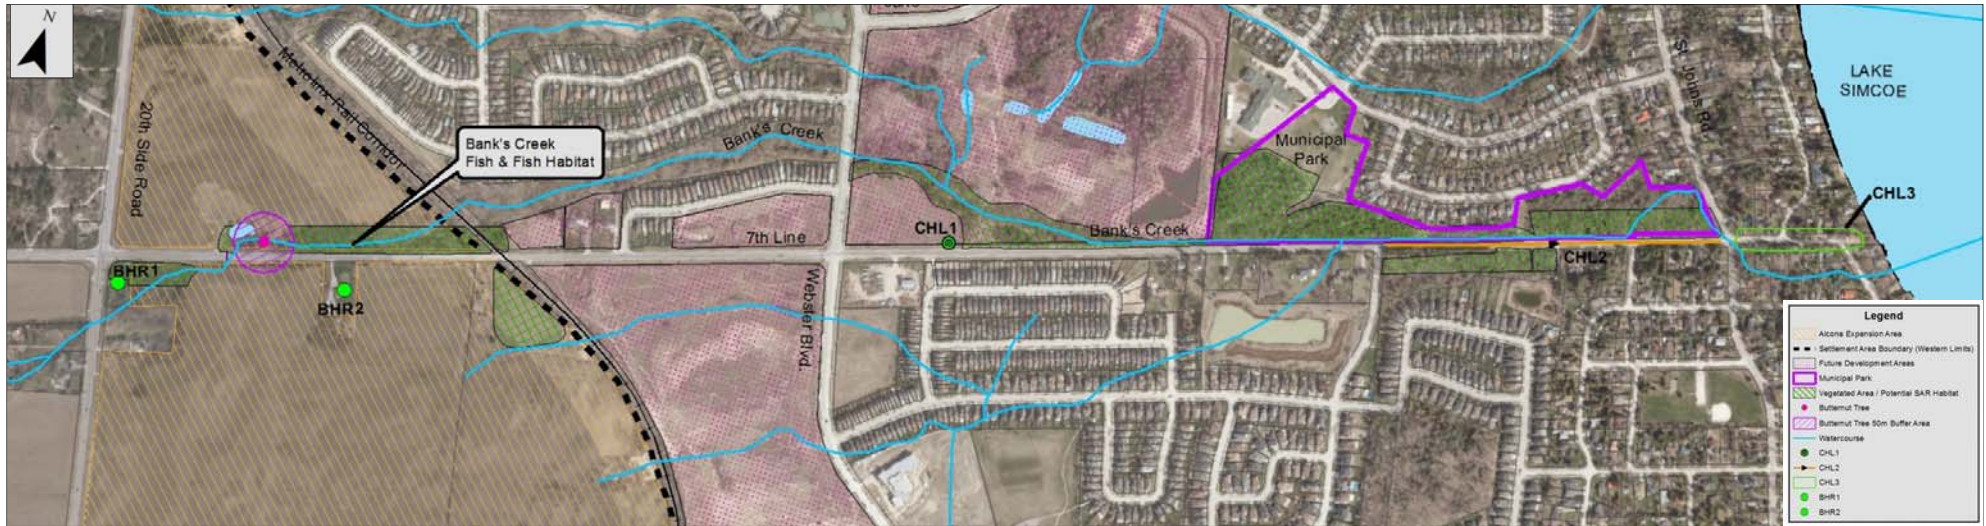 N
20th Side Road
Metrolinx Rail Corridor
Bank's Creek
Fish & Fish Habitat
Bank's Creek
Municipal
Park
St Johns Rd
LAKE
SIMCOE
CHL3
CHL1
7th Line
Bank's Creek
CHL2
BHR1
BHR2
Webster Blvd.
Legend
Alcona Expansion Area
Settlement Area Boundary (Western Limits)
Future Development Areas
Municipal Park
Vegetated Area / Potential SAR Habitat
Butternut Tree
Butternut Tree 50m Buffer Area
Watercourse
CHL1
CHL2
CHL3
BHR1
BHR2